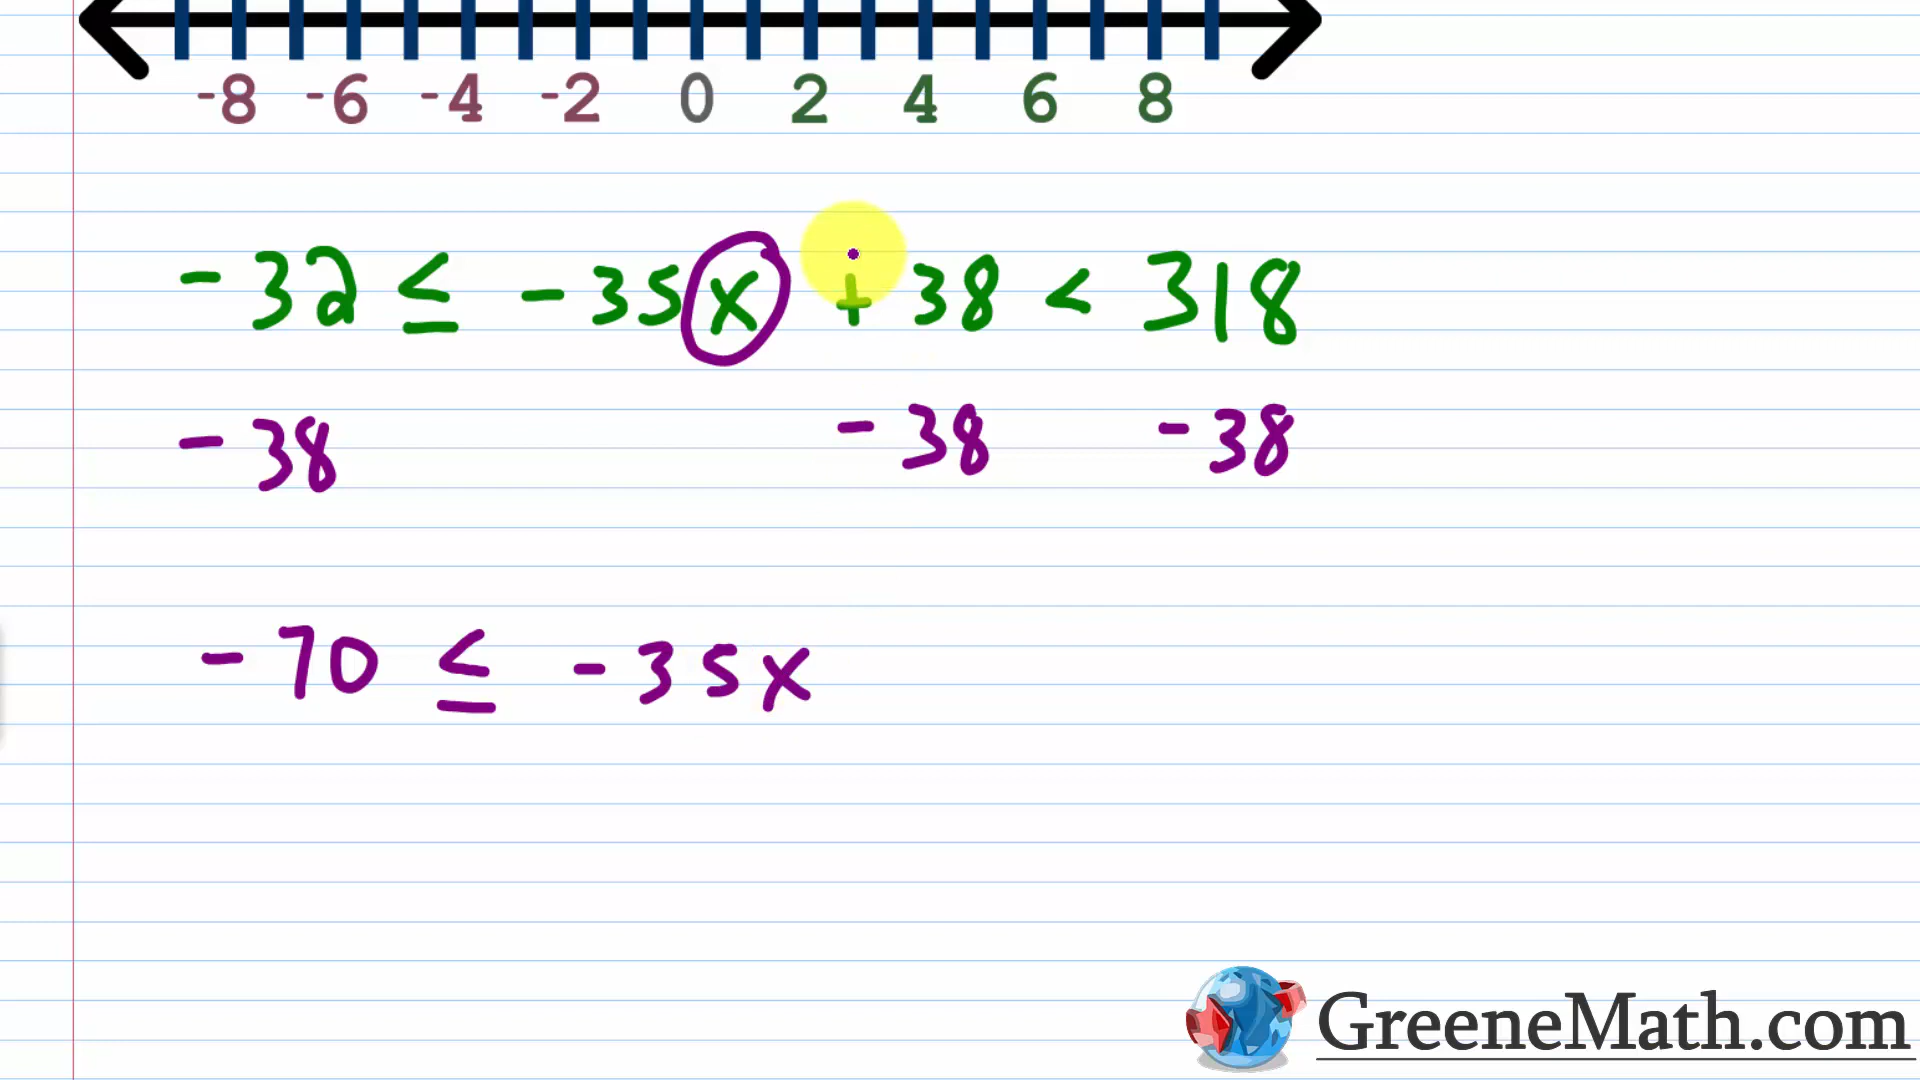 -8 -6 -4 -2 0 2 4 6 8
-32 ≤ -35x + 38 < 318
-38 -38 -38
-70 ≤ -35x
GreeneMath.com